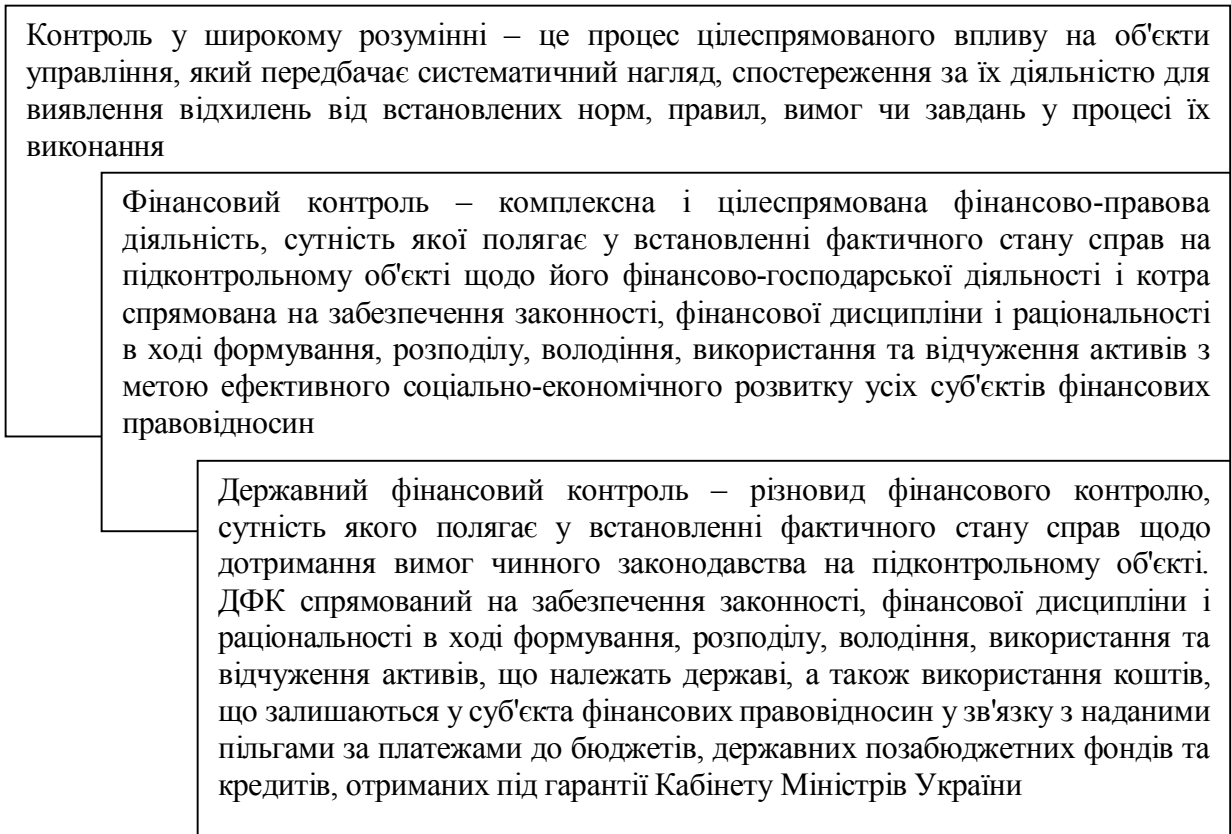 Контроль у широкому розумінні – це процес цілеспрямованого впливу на об'єкти
управління, який передбачає систематичний нагляд, спостереження за їх діяльністю для
виявлення відхилень від встановлених норм, правил, вимог чи завдань у процесі їх
виконання
Фінансовий контроль – комплексна і цілеспрямована фінансово-правова
діяльність, сутність якої полягає у встановленні фактичного стану справ на
підконтрольному об'єкті щодо його фінансово-господарської діяльності і котра
спрямована на забезпечення законності, фінансової дисципліни і раціональності
в ході формування, розподілу, володіння, використання та відчуження активів з
метою ефективного соціально-економічного розвитку усіх суб'єктів фінансових
правовідносин
Державний фінансовий контроль – різновид фінансового контролю,
сутність якого полягає у встановленні фактичного стану справ щодо
дотримання вимог чинного законодавства на підконтрольному об'єкті.
ДФК спрямований на забезпечення законності, фінансової дисципліни і
раціональності в ході формування, розподілу, володіння, використання та
відчуження активів, що належать державі, а також використання коштів,
що залишаються у суб'єкта фінансових правовідносин у зв'язку з наданими
пільгами за платежами до бюджетів, державних позабюджетних фондів та
кредитів, отриманих під гарантії Кабінету Міністрів України